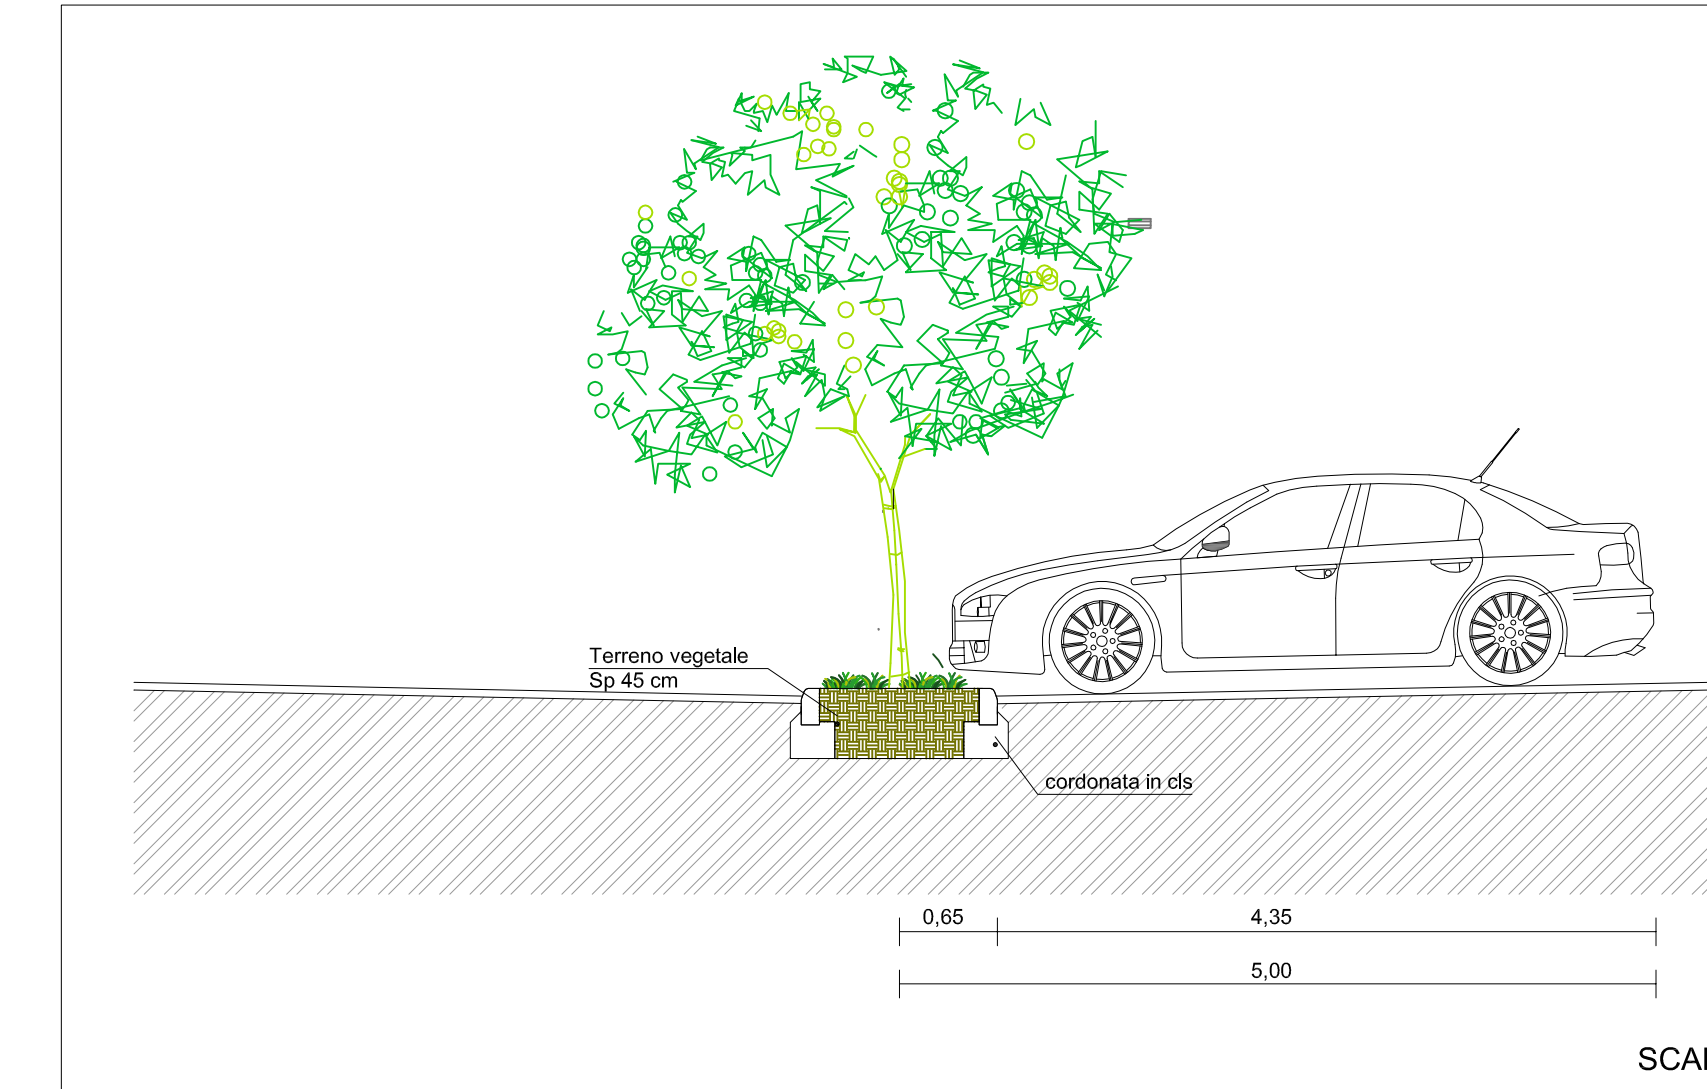 Terreno vegetale
Sp 45 cm
cordonata in cls
0,65
4,35
5,00